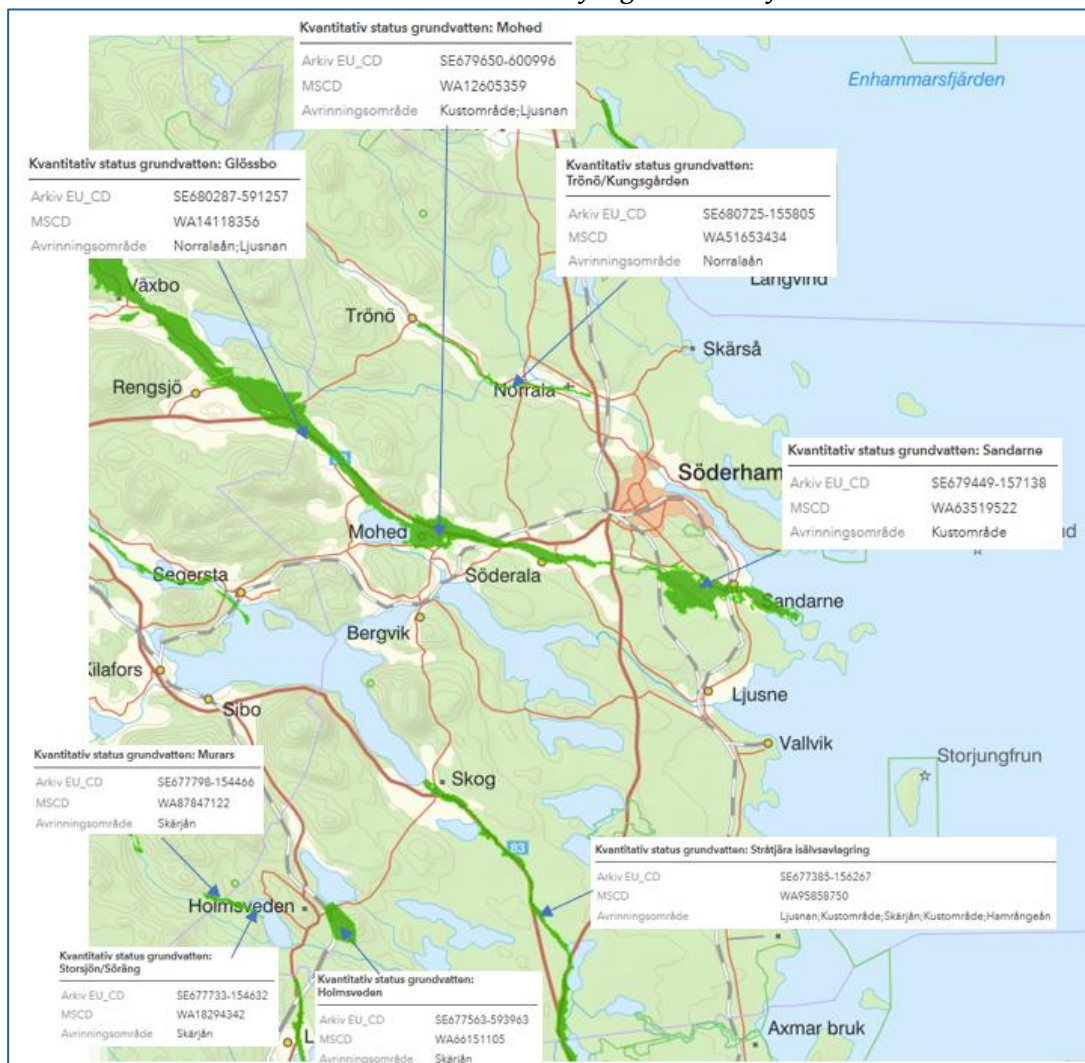 Kvantitativ status grundvatten: Mohed
Arkiv EU_CD SE679650-600996
MSCD WA12605359
Avrinningsområde Kustområde;Ljusnan
Enhammarsfjärden
Kvantitativ status grundvatten: Glössbo
Arkiv EU_CD SE680287-591257
MSCD WA14118356
Avrinningsområde Norralaån;Ljusnan
Kvantitativ status grundvatten:
Trönö/Kungsgården
Arkiv EU_CD SE680725-155805
MSCD WA51653434
Avrinningsområde Norralaån
Långvind
Växbo
Trönö
Skärså
Rengsjö
Norrala
Kvantitativ status grundvatten: Sandarne
Arkiv EU_CD SE679449-157138
MSCD WA63519522
Avrinningsområde Kustområde
Söderham
Mohed
Söderala
Segersta
Sandarne
Bergvik
Kilafors
Sibo
Ljusne
Vallvik
Storjungfrun
Kvantitativ status grundvatten: Murars
Arkiv EU_CD SE677798-154466
MSCD WA87847122
Avrinningsområde Skärjån
Skog
83
Kvantitativ status grundvatten: Stråtjära isälvsavlagring
Arkiv EU_CD SE677385-156267
MSCD WA95858750
Avrinningsområde Ljusnan;Kustområde;Skärjån;Kustområde;Hamrångeån
Holmsveden
Kvantitativ status grundvatten:
Storsjön/Söräng
Arkiv EU_CD SE677733-154632
MSCD WA18294342
Avrinningsområde Skärjån
Kvantitativ status grundvatten:
Holmsveden
Arkiv EU_CD SE677563-593963
MSCD WA66151105
Avrinningsområde Skärjån
Axmar bruk